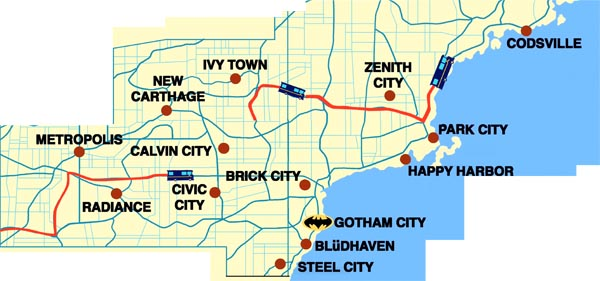 CODSVILLE
IVY TOWN
ZENITH
CITY
NEW
CARTHAGE
PARK CITY
METROPOLIS
CALVIN CITY
HAPPY HARBOR
BRICK CITY
CIVIC
CITY
RADIANCE
GOTHAM CITY
BLüDHAVEN
STEEL CITY